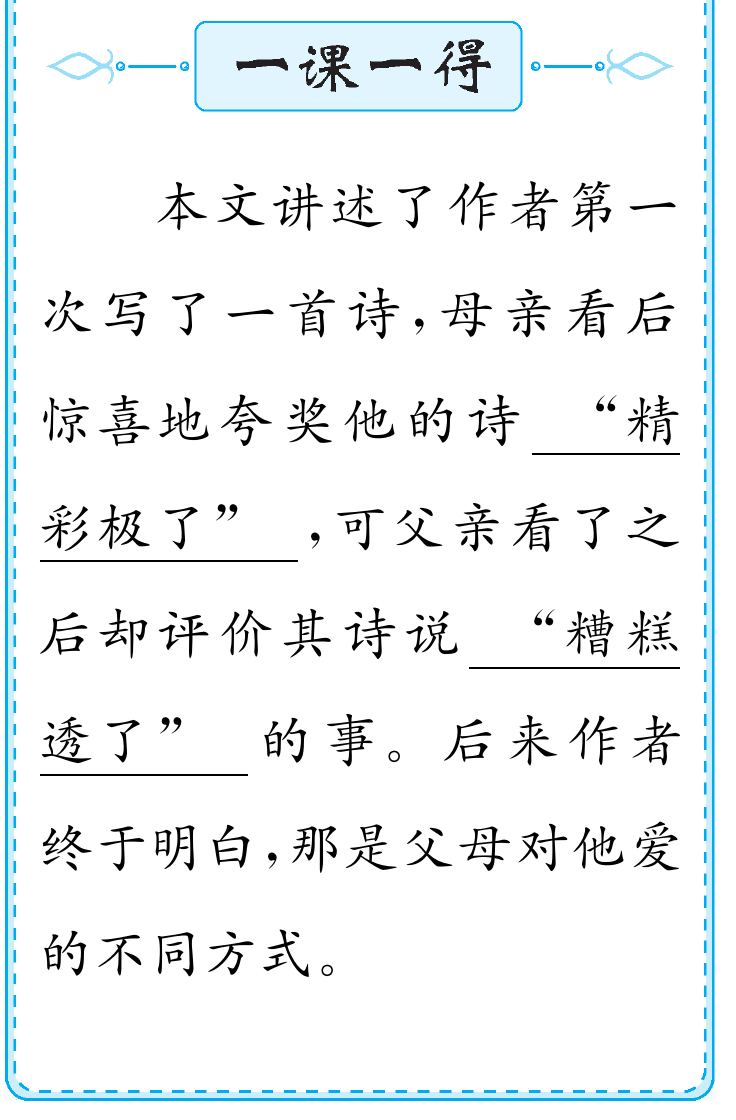 一课一得
本文讲述了作者第一
次写了一首诗，母亲看后
惊喜地夸奖他的诗 “精
彩极了” ，可父亲看了之
后却评价其诗说 “糟糕
透了” 的事。后来作者
终于明白，那是父母对他爱
的不同方式。